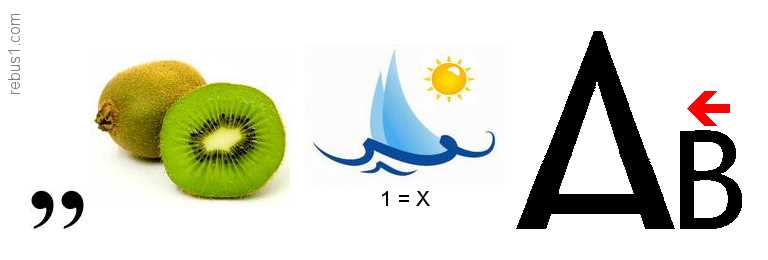 rebus1.com
,,
1 = X
A B